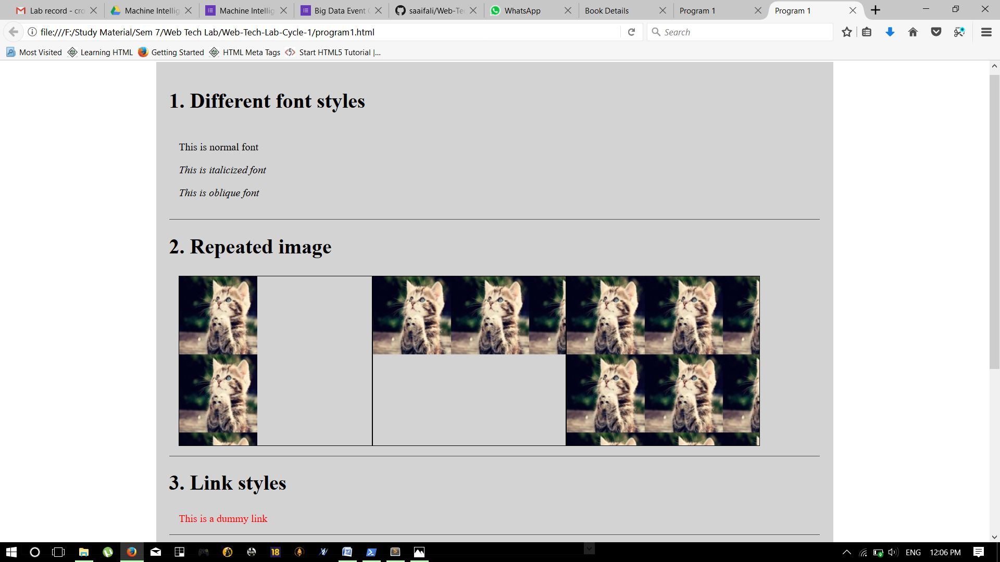 Lab record - cro
Machine Intellig
Machine Intellig
Big Data Event
saaifali/Web-Te
WhatsApp
Book Details
Program 1
Program 1
file:///F:/Study Material/Sem 7/Web Tech Lab/Web-Tech-Lab-Cycle-1/program1.html
Search
Most Visited
Learning HTML
Getting Started
HTML Meta Tags
Start HTML5 Tutorial |...
1. Different font styles
This is normal font
This is italicized font
This is oblique font
2. Repeated image
3. Link styles
This is a dummy link
18
ENG
12:06 PM